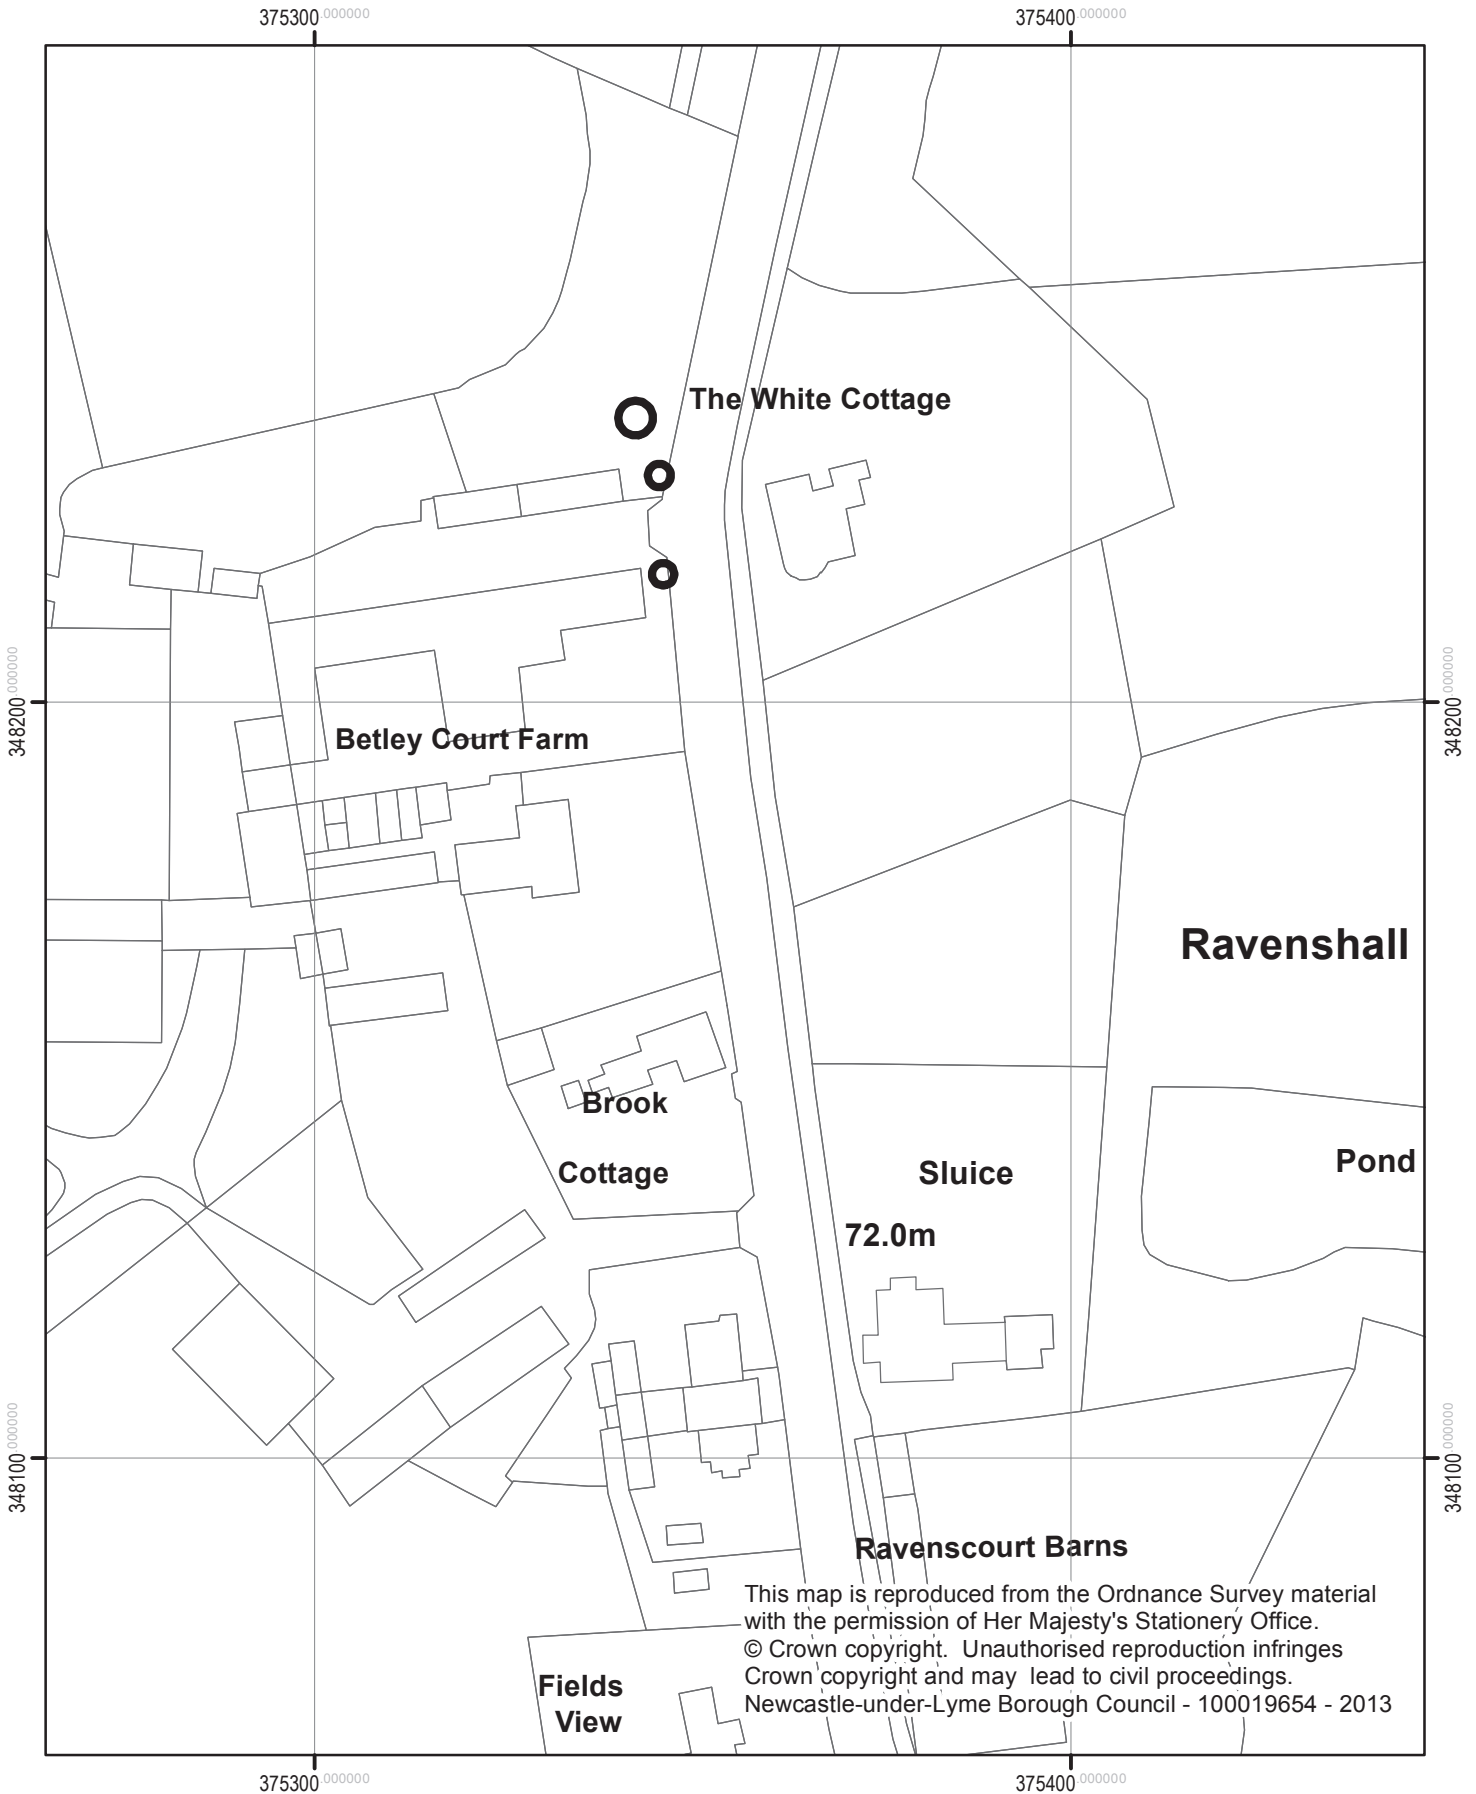 375300.000000
375400.000000
The White Cottage
348200.000000
348200.000000
Betley Court Farm
Ravenshall
Brook
Cottage
Sluice
Pond
72.0m
348100.000000
348100.000000
Ravenscourt Barns
This map is reproduced from the Ordnance Survey material
with the permission of Her Majesty's Stationery Office.
© Crown copyright.  Unauthorised reproduction infringes
Crown copyright and may  lead to civil proceedings.
Newcastle-under-Lyme Borough Council - 100019654 - 2013
Fields
View
375300.000000
375400.000000